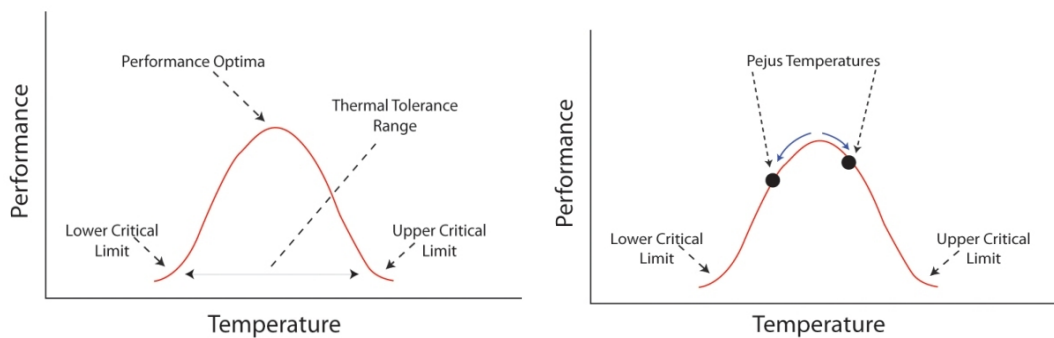 Performance Optima
Thermal Tolerance
Range
Lower Critical
Limit
Upper Critical
Limit
Performance
Temperature
Pejus Temperatures
Lower Critical
Limit
Upper Critical
Limit
Performance
Temperature